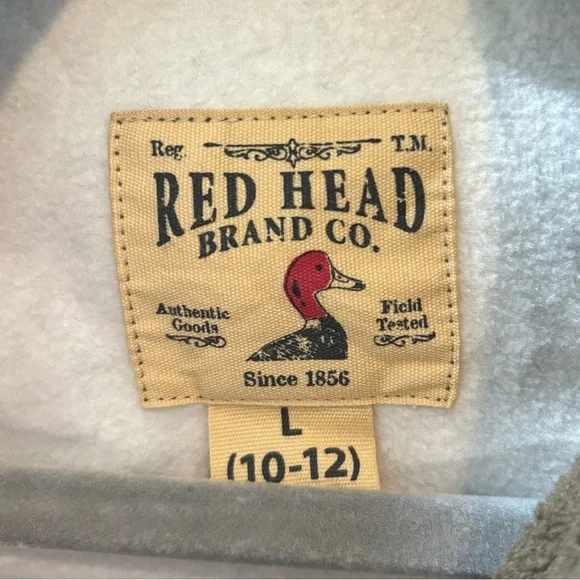 Reg. T.M.
RED HEAD
BRAND CO.
Authentic Goods
Field Tested
Since 1856
L
(10-12)